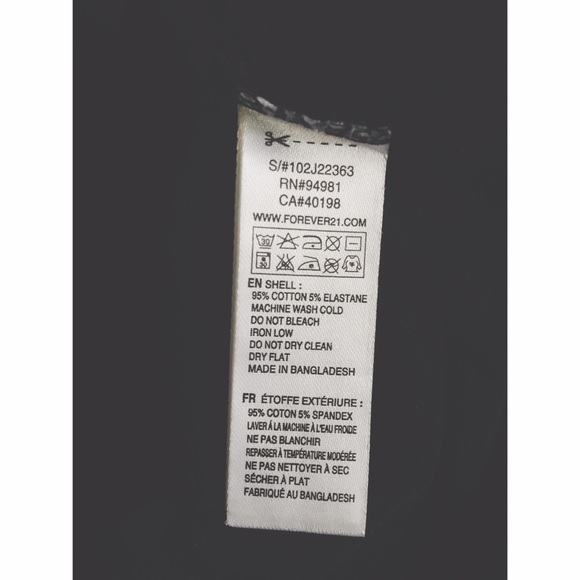 S/#102J22363
RN#94981
CA#40198
WWW.FOREVER21.COM
30
30
EN SHELL :
95% COTTON 5% ELASTANE
MACHINE WASH COLD
DO NOT BLEACH
IRON LOW
DO NOT DRY CLEAN
DRY FLAT
MADE IN BANGLADESH
FR ÉTOFFE EXTÉRIEURE :
95% COTON 5% SPANDEX
LAVER Á LA MACHINE À L'EAU FROIDE
NE PAS BLANCHIR
REPASSER À TEMPÉRATURE MODÉRÉE
NE PAS NETTOYER À SEC
SÉCHER À PLAT
FABRIQUÉ AU BANGLADESH